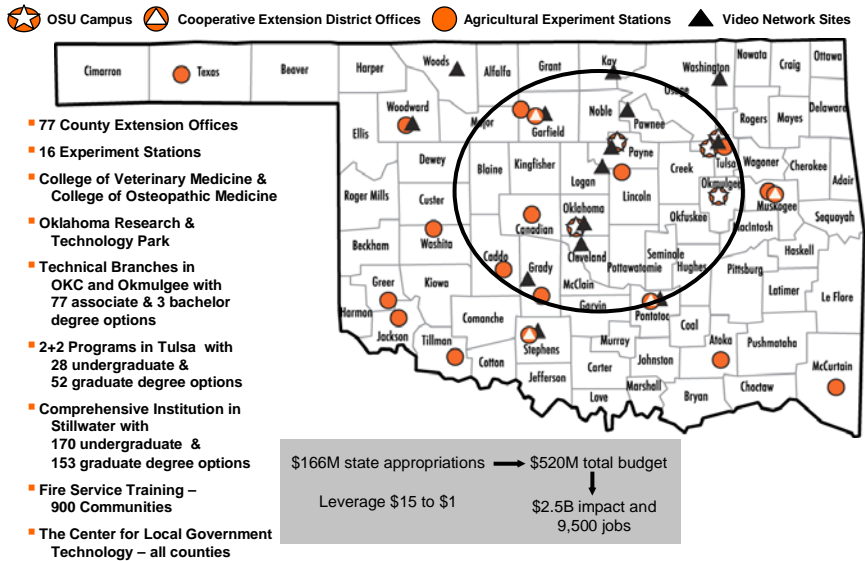 OSU Campus
Cooperative Extension District Offices
Agricultural Experiment Stations
Video Network Sites
Cimarron
Texas
Beaver
Harper
Woods
Alfalfa
Grant
Kay
Washington
Nowata
Craig
Ottawa
Osage
Woodward
Ellis
Major
Garfield
Noble
Pawnee
Rogers
Mayes
Delaware
Dewey
Blaine
Kingfisher
Logan
Payne
Creek
Tulsa
Wagoner
Cherokee
Adair
Roger Mills
Custer
Canadian
Oklahoma
Lincoln
Okfuskee
Okmulgee
Muskogee
McIntosh
Sequoyah
Beckham
Washita
Caddo
Grady
Cleveland
Pottawatomie
Seminole
Hughes
Pittsburg
Haskell
Latimer
Le Flore
Greer
Kiowa
McClain
Garvin
Pontotoc
Coal
Harmon
Jackson
Comanche
Tillman
Cotton
Stephens
Murray
Johnston
Atoka
Pushmataha
McCurtain
Jefferson
Carter
Love
Marshall
Bryan
Choctaw
77 County Extension Offices
16 Experiment Stations
College of Veterinary Medicine &
College of Osteopathic Medicine
Oklahoma Research &
Technology Park
Technical Branches in
OKC and Okmulgee with
77 associate & 3 bachelor
degree options
2+2 Programs in Tulsa with
28 undergraduate &
52 graduate degree options
Comprehensive Institution in
Stillwater with
170 undergraduate &
153 graduate degree options
Fire Service Training –
900 Communities
The Center for Local Government
Technology – all counties
$166M state appropriations
$520M total budget
Leverage $15 to $1
$2.5B impact and
9,500 jobs